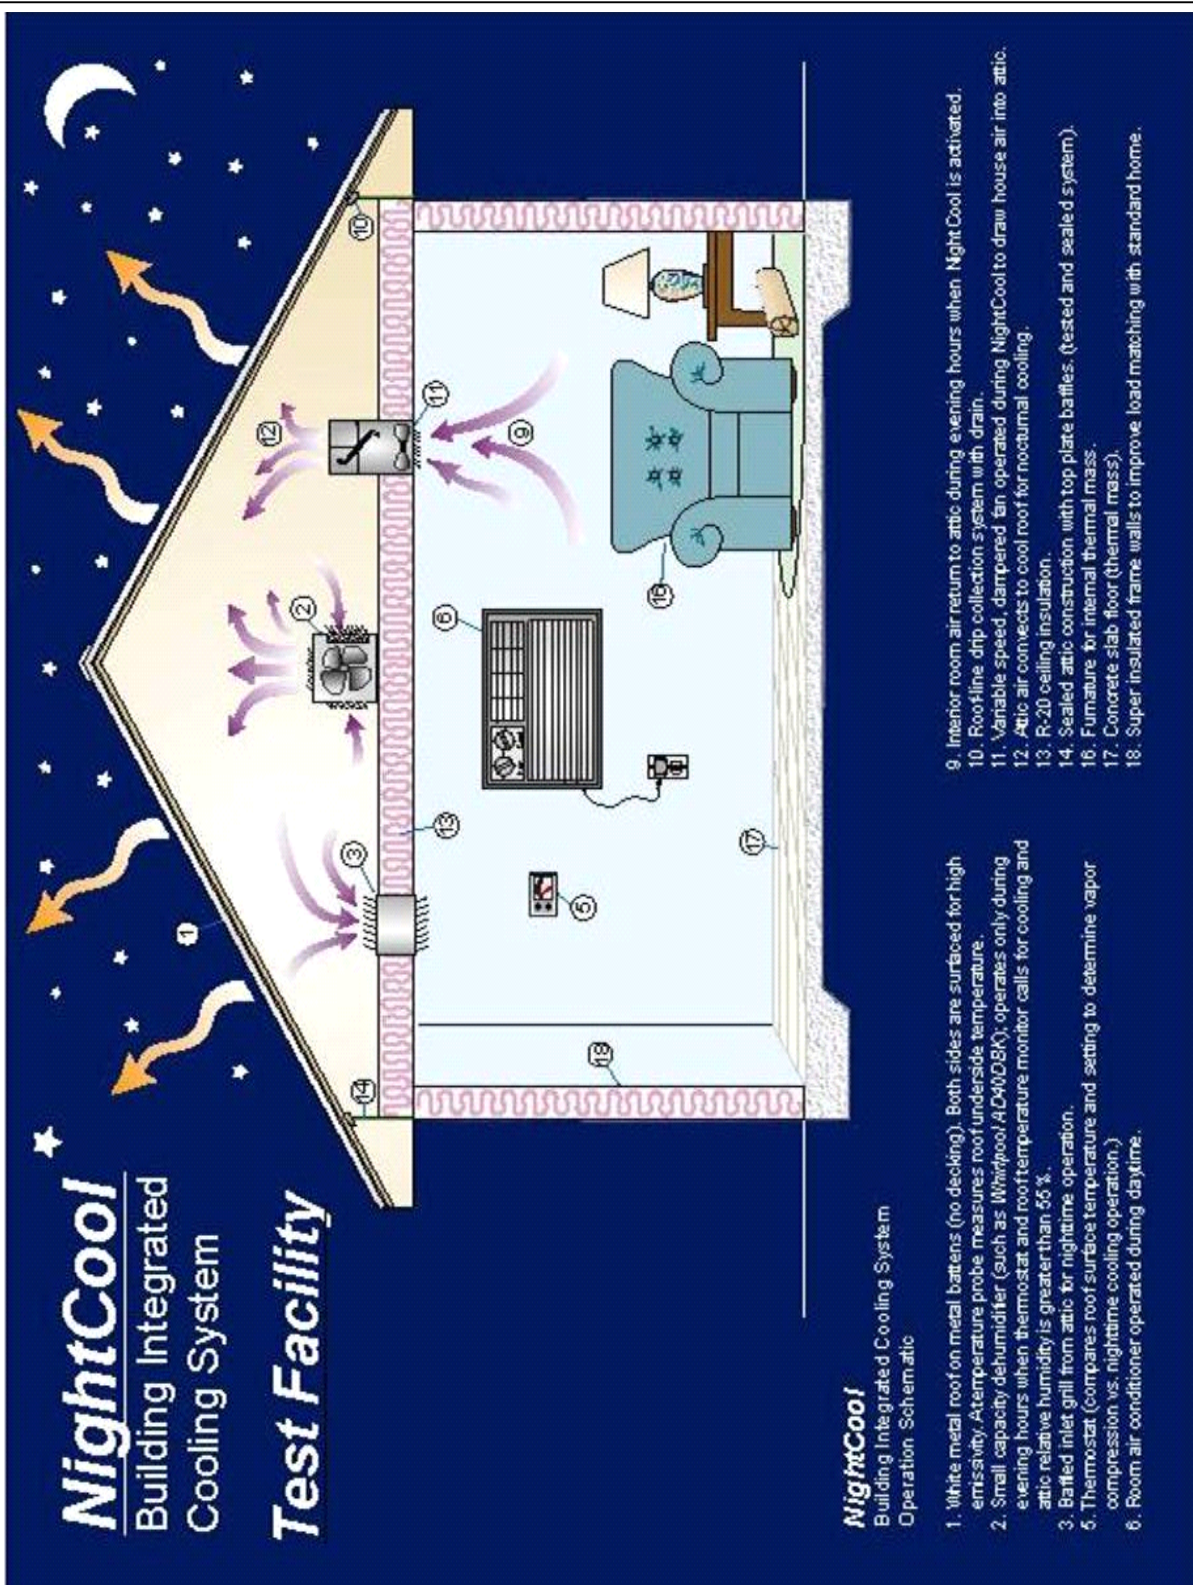 NightCool
Building Integrated
Cooling System
Test Facility
1
14
3
2
12
10
13
11
9
6
5
16
18
17
NightCool
Building Integrated Cooling System
Operation Schematic
1. White metal roof on metal battens (no decking). Both sides are surfaced for high
emissivity. A temperature probe measures roof underside temperature.
2. Small capacity dehumidifier (such as Whirlpool AD40DBK); operates only during
evening hours when thermostat and roof temperature monitor calls for cooling and
attic relative humidity is greater than 55%.
3. Baffled inlet grill from attic for nighttime operation.
5. Thermostat (compares roof surface temperature and setting to determine vapor
compression vs. nighttime cooling operation.)
6. Room air conditioner operated during daytime.
9. Interior room air return to attic during evening hours when NightCool is activated.
10. Roof-line drip collection system with drain.
11. Variable speed, dampered fan operated during NightCool to draw house air into attic.
12. Attic air convects to cool roof for nocturnal cooling.
13. R-20 ceiling insulation.
14. Sealed attic construction with top plate baffles. (tested and sealed system).
16. Furnature for internal thermal mass.
17. Concrete slab floor (thermal mass).
18. Super insulated frame walls to improve load matching with standard home.